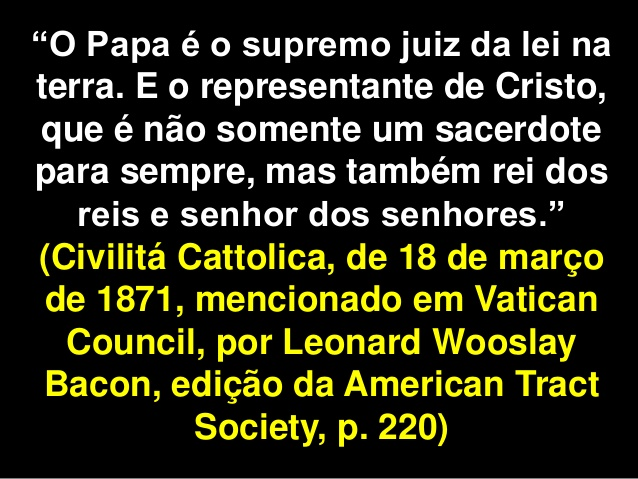 “O Papa é o supremo juiz da lei na
terra. E o representante de Cristo,
que é não somente um sacerdote
para sempre, mas também rei dos
reis e senhor dos senhores.”
(Civilitá Cattolica, de 18 de março
de 1871, mencionado em Vatican
Council, por Leonard Wooslay
Bacon, edição da American Tract
Society, p. 220)